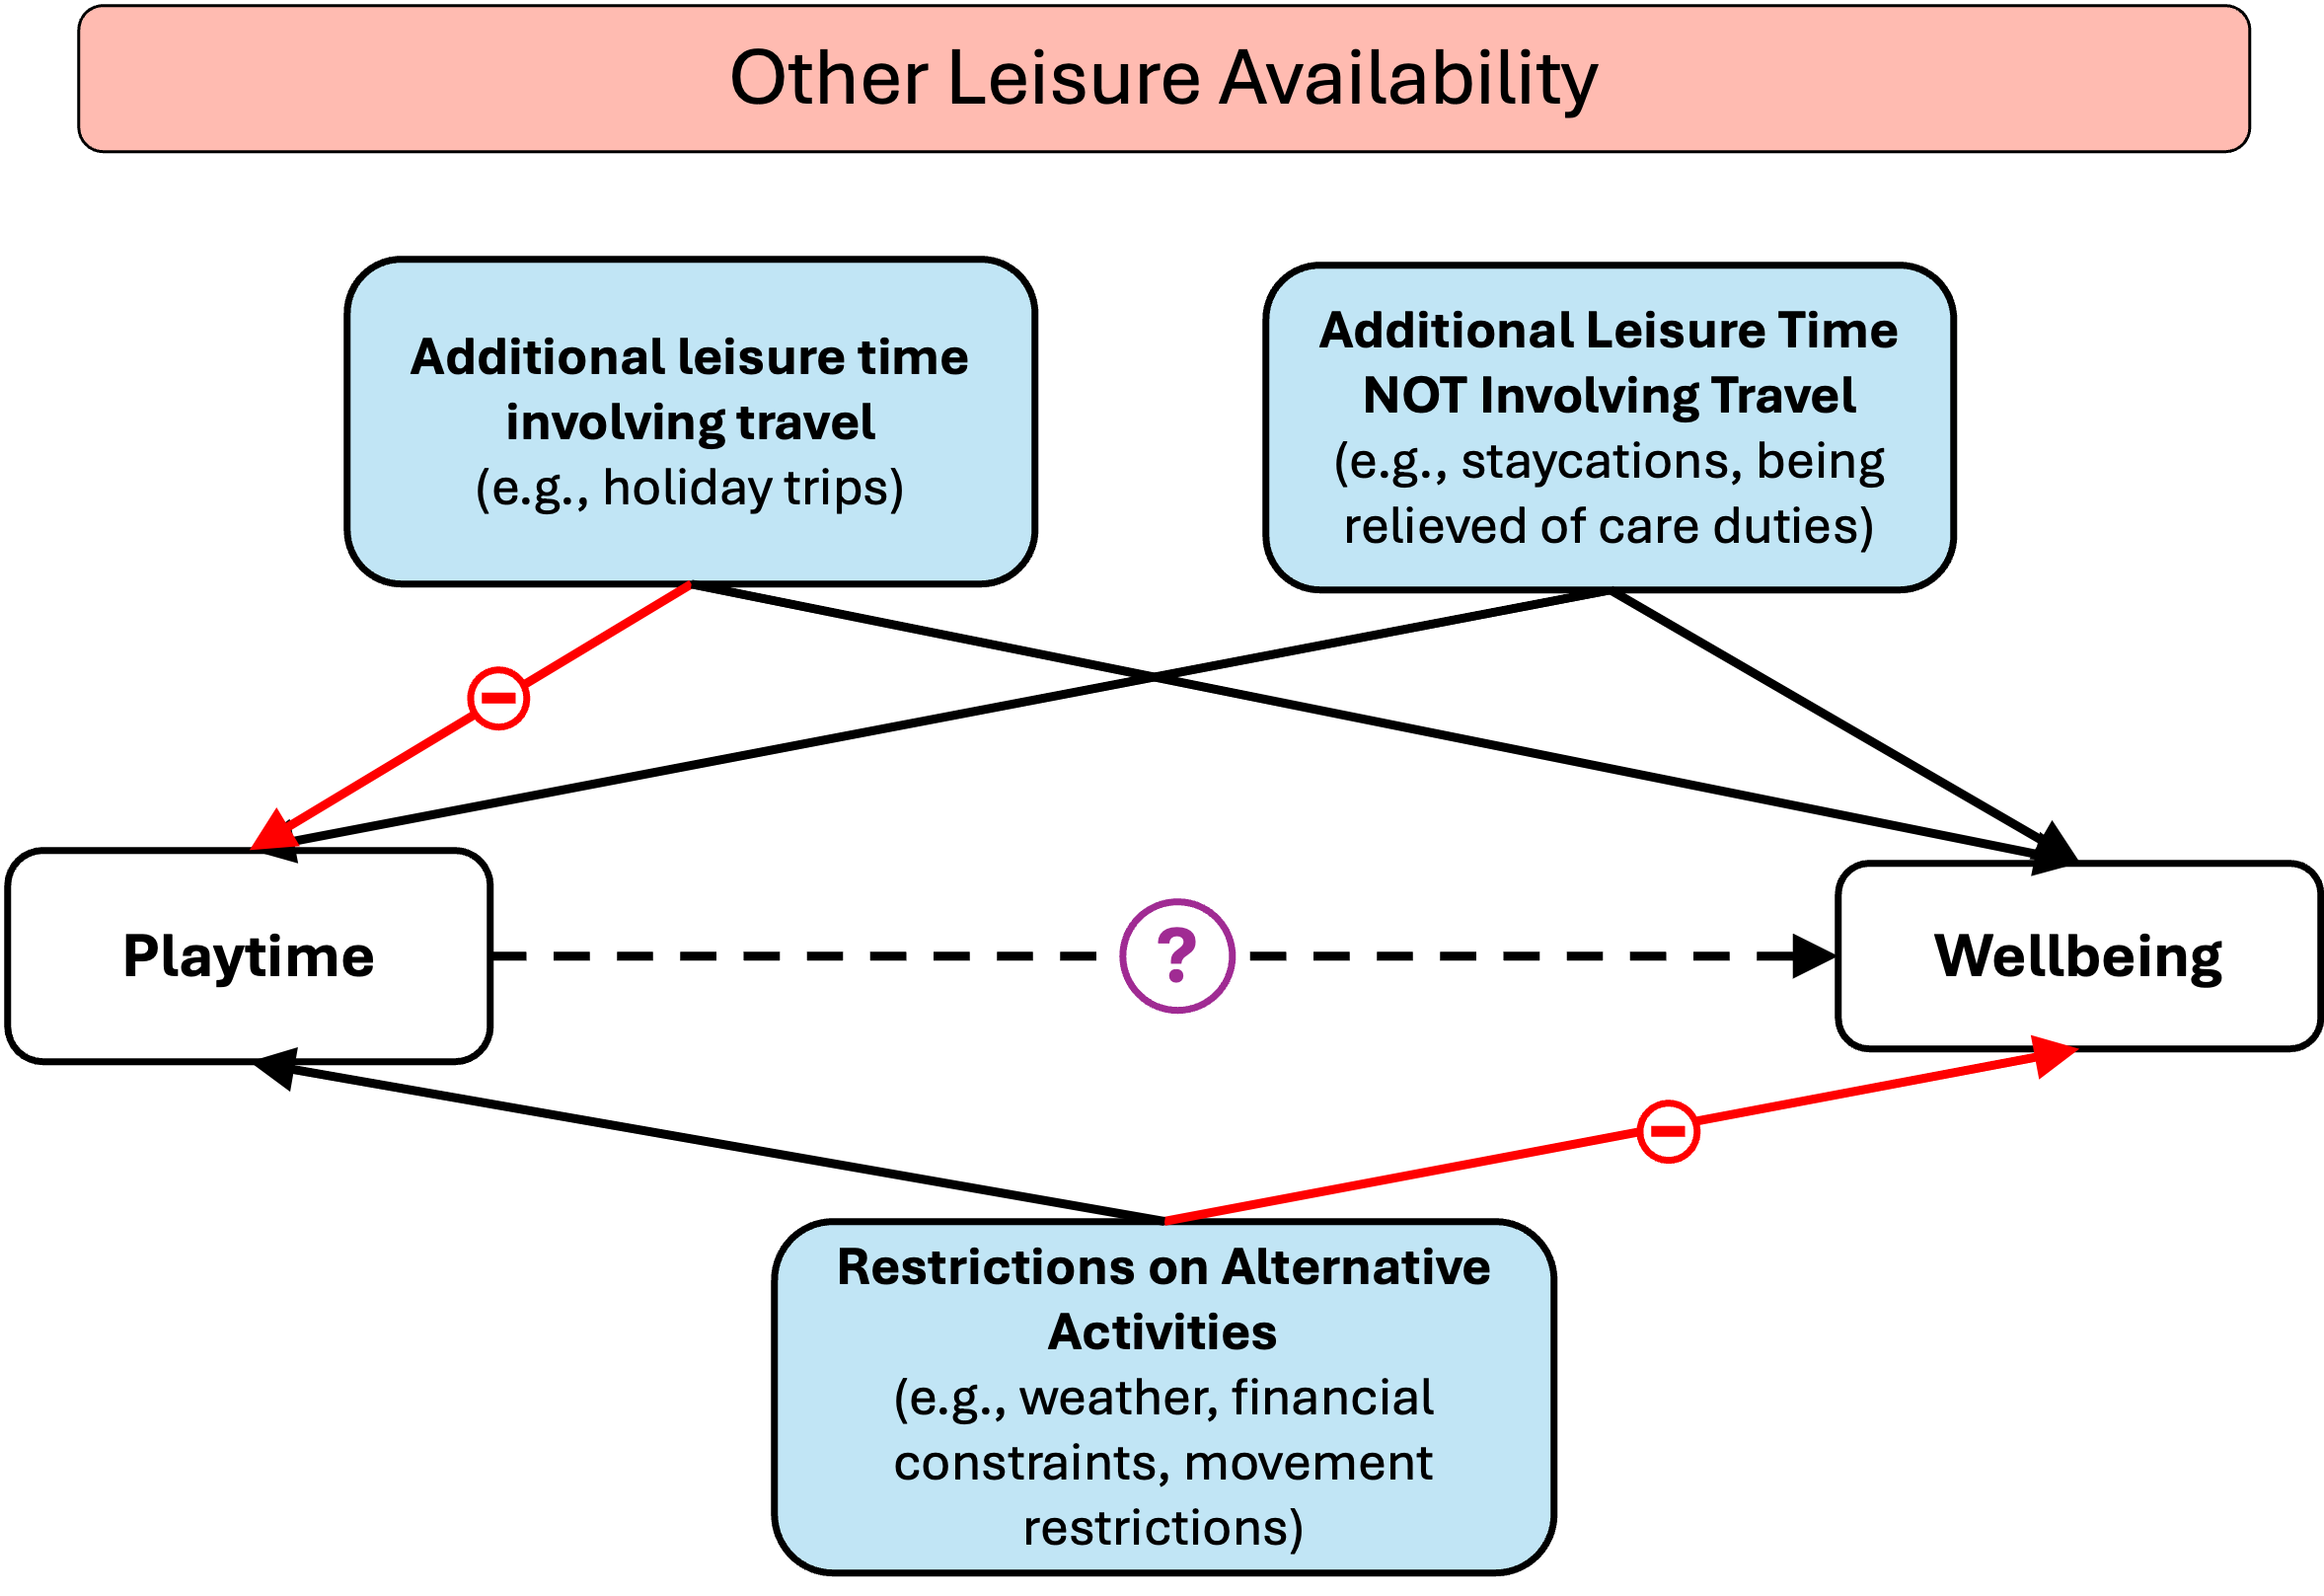 Other Leisure Availability
Additional leisure time
involving travel
(e.g., holiday trips)
Additional Leisure Time
NOT Involving Travel
(e.g., staycations, being
relieved of care duties)
Playtime
?
Wellbeing
Restrictions on Alternative
Activities
(e.g., weather, financial
constraints, movement
restrictions)